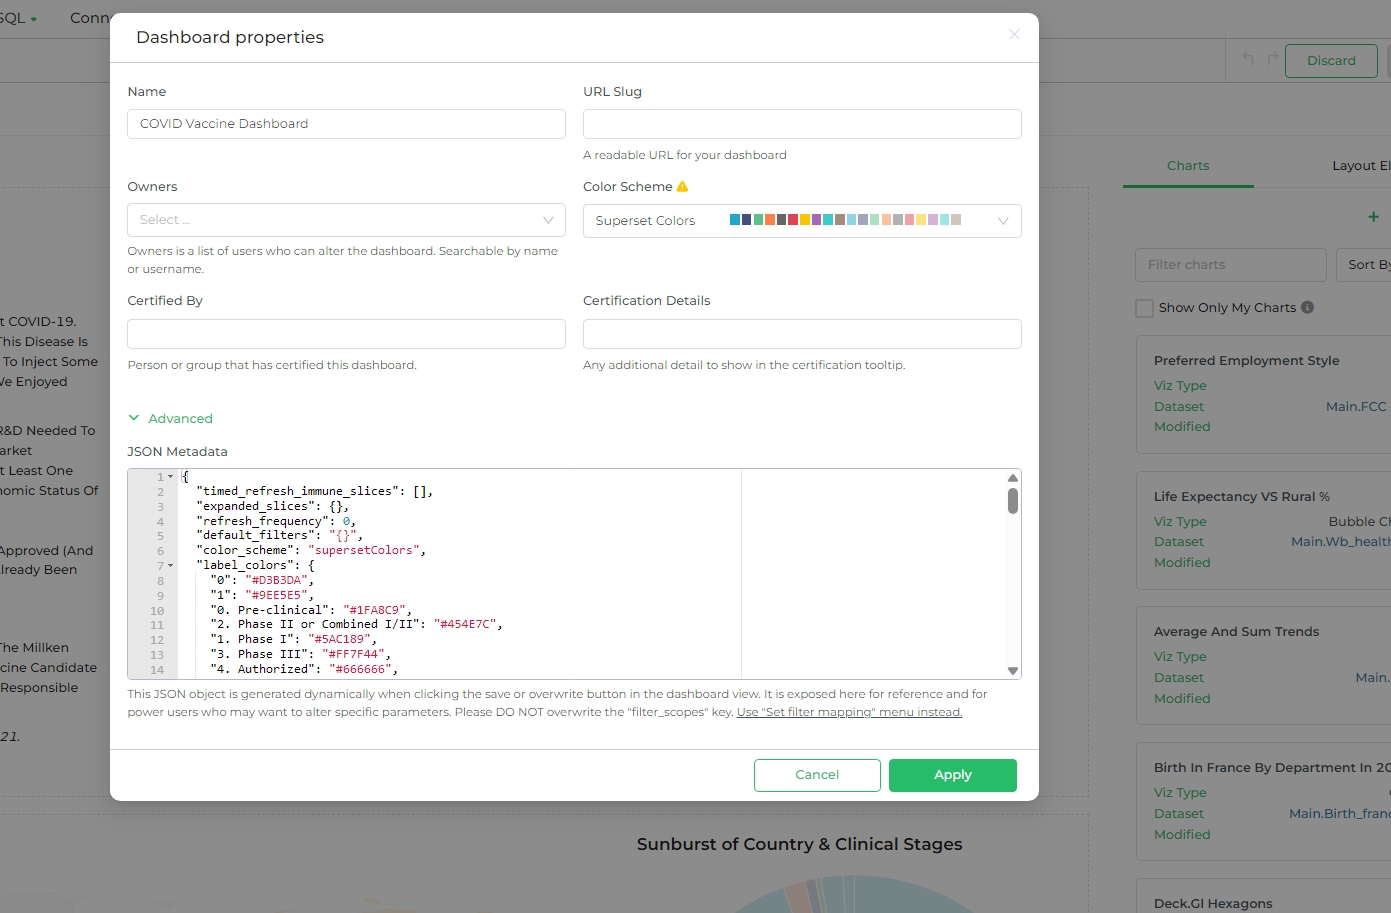 SQL
Conn
Dashboard properties
Discard
Name
URL Slug
COVID Vaccine Dashboard
A readable URL for your dashboard
Owners
Color Scheme
Select ...
Superset Colors
Owners is a list of users who can alter the dashboard. Searchable by name
or username.
Certified By
Certification Details
Person or group that has certified this dashboard.
Any additional detail to show in the certification tooltip.
Advanced
JSON Metadata
1 {
2 "timed_refresh_immune_slices": [],
3 "expanded_slices": {},
4 "refresh_frequency": 0,
5 "default_filters": "{}",
6 "color_scheme": "supersetColors",
7 "label_colors": {
8 "0": "#D3B3DA",
9 "1": "#9EE5E5",
10 "0. Pre-clinical": "#1FA8C9",
11 "2. Phase II or Combined I/II": "#454E7C",
12 "1. Phase I": "#5AC189",
13 "3. Phase III": "#FF7F44",
14 "4. Authorized": "#666666",
This JSON object is generated dynamically when clicking the save or overwrite button in the dashboard view. It is exposed here for reference and for
power users who may want to alter specific parameters. Please DO NOT overwrite the "filter_scopes" key. Use "Set filter mapping" menu instead.
Cancel
Apply
t COVID-19.
This Disease Is
To Inject Some
We Enjoyed
R&D Needed To
arket
t Least One
nomic Status Of
Approved (And
Already Been
The Millken
cine Candidate
Responsible
21.
Sunburst of Country & Clinical Stages
Charts
Layout El
+
Filter charts
Sort By
Show Only My Charts
Preferred Employment Style
Viz Type
Dataset Main.FCC
Modified
Life Expectancy VS Rural %
Viz Type Bubble Ch
Dataset Main.Wb_health
Modified
Average And Sum Trends
Viz Type
Dataset Main.
Modified
Birth In France By Department In 20
Viz Type
Dataset Main.Birth_franc
Modified
Deck.Gl Hexagons